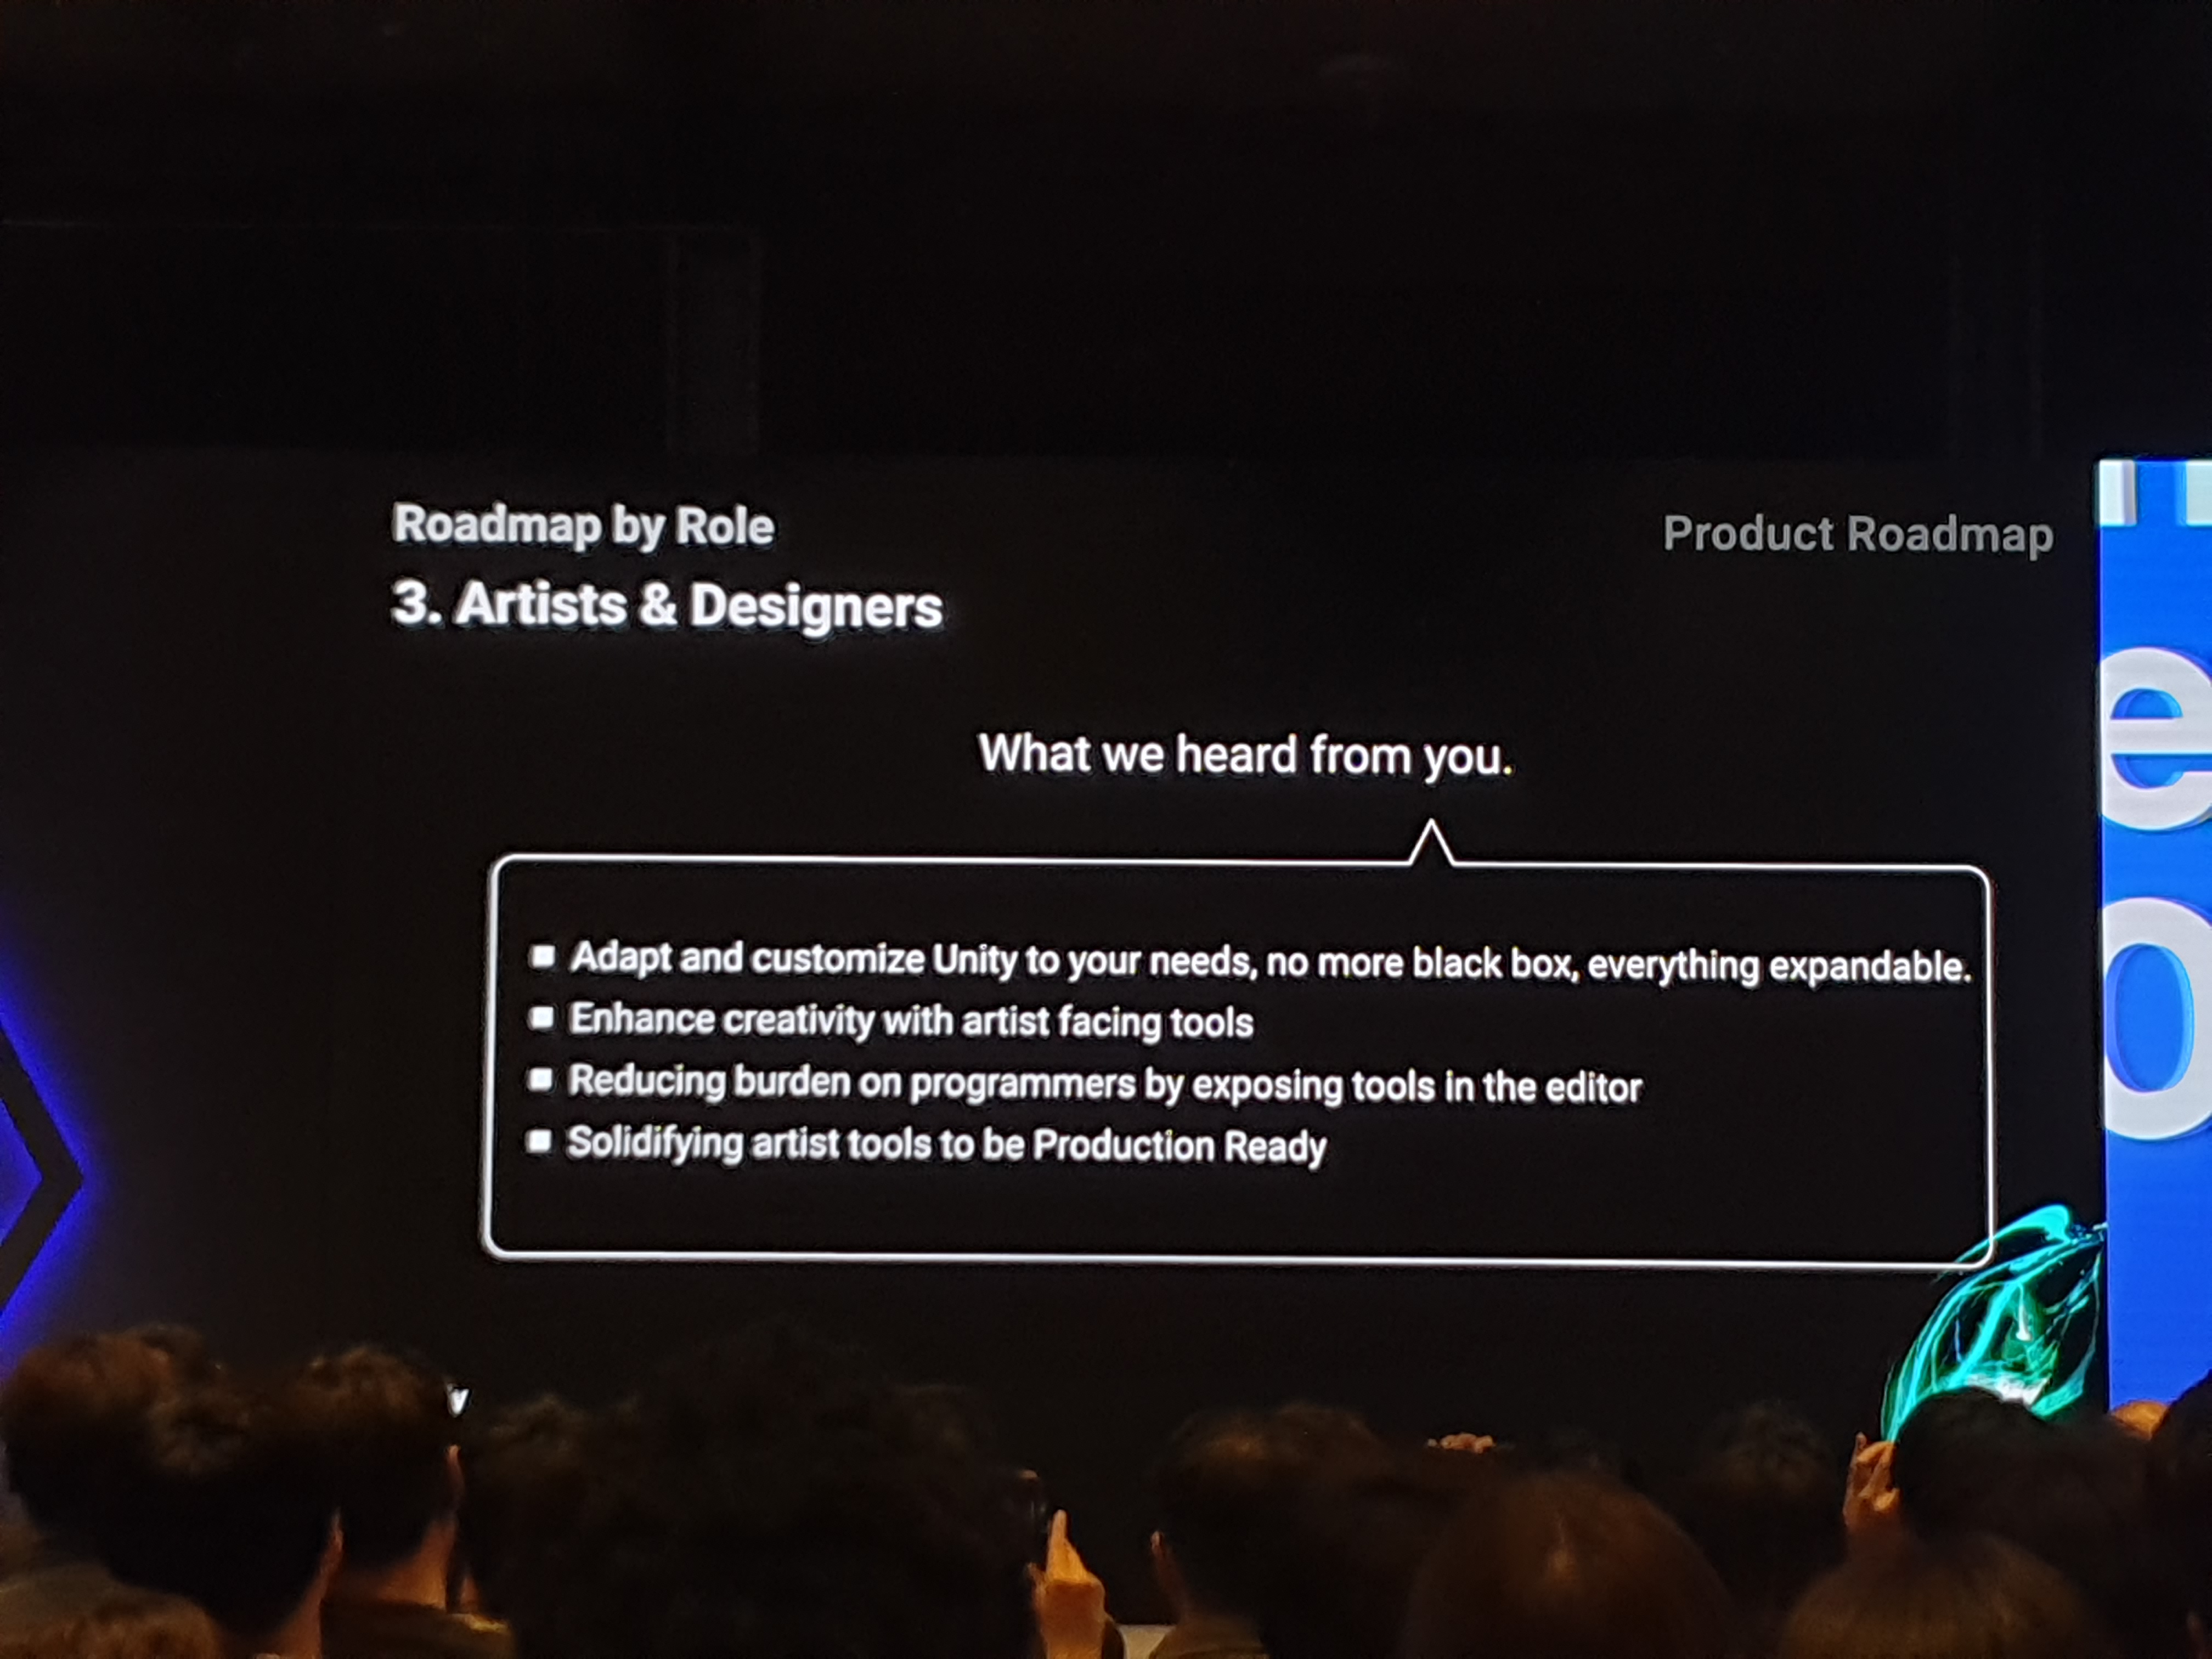 Roadmap by Role
Product Roadmap
3. Artists & Designers
What we heard from you.
■ Adapt and customize Unity to your needs, no more black box, everything expandable.
■ Enhance creativity with artist facing tools
■ Reducing burden on programmers by exposing tools in the editor
■ Solidifying artist tools to be Production Ready
e
o